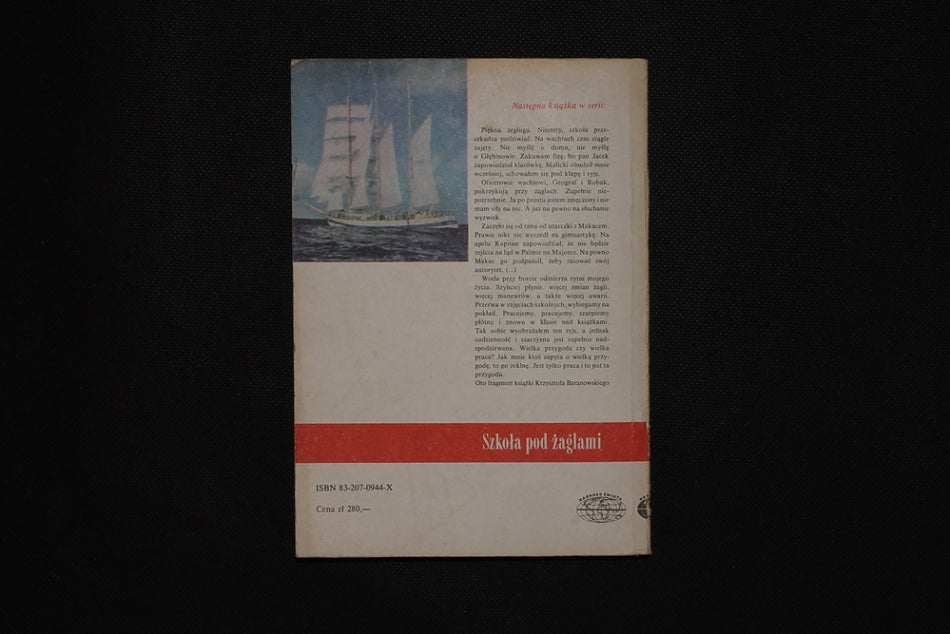 Następna książka w serii:
Piękna żegluga. Niestety, szkoła prze-
szkadza podziwiać. Na wachtach czas ciągle
zajęty. Nie myślę o domu, nie myślę
o Głębinowie. Zakuwam fizę, bo pan Jacek
zapowiedział klasówkę. Malicki obudził mnie
wcześniej, schowałem się pod klapę i ryję.
Oficerowie wachtowi, Geograf i Bobak,
pokrzykują przy żaglach. Zupełnie nie-
potrzebnie. Ja po prostu jestem zmęczony i nie
mam siły na nic. A już na pewno na słuchanie
wyzwisk.
Zaczęło się od rana od utarczki z Makacem.
Prawie nikt nie wyszedł na gimnastykę. Na
apelu Kapitan zapowiedział, że nie będzie
zejścia na ląd w Palmie na Majorce. Na pewno
Makac go podpuścił, żeby ratować swój
autorytet. (...)
Woda przy burcie odmierza rytm mojego
życia. Szybciej płynie, więcej zmian żagli,
więcej manewrów, a także więcej awarii.
Przerwa w zajęciach szkolnych, wybiegamy na
pokład. Pracujemy, pracujemy, szarpiemy
płótna i znowu w klasie nad książkami.
Tak sobie wyobrażałem ten rejs, a jednak
codzienność i szarzyzna jest zupełnie nad-
spodziewana. Wielka przygoda czy wielka
praca? Jak mnie ktoś zapyta o wielką przy-
godę, to go zeklnę. Jest tylko praca i to jest ta
przygoda.
Oto fragment książki Krzysztofa Baranowskiego
Szkoła pod żaglami
ISBN 83-207-0944-X
Cena zł 280,—
NAOKOŁO ŚWIATA